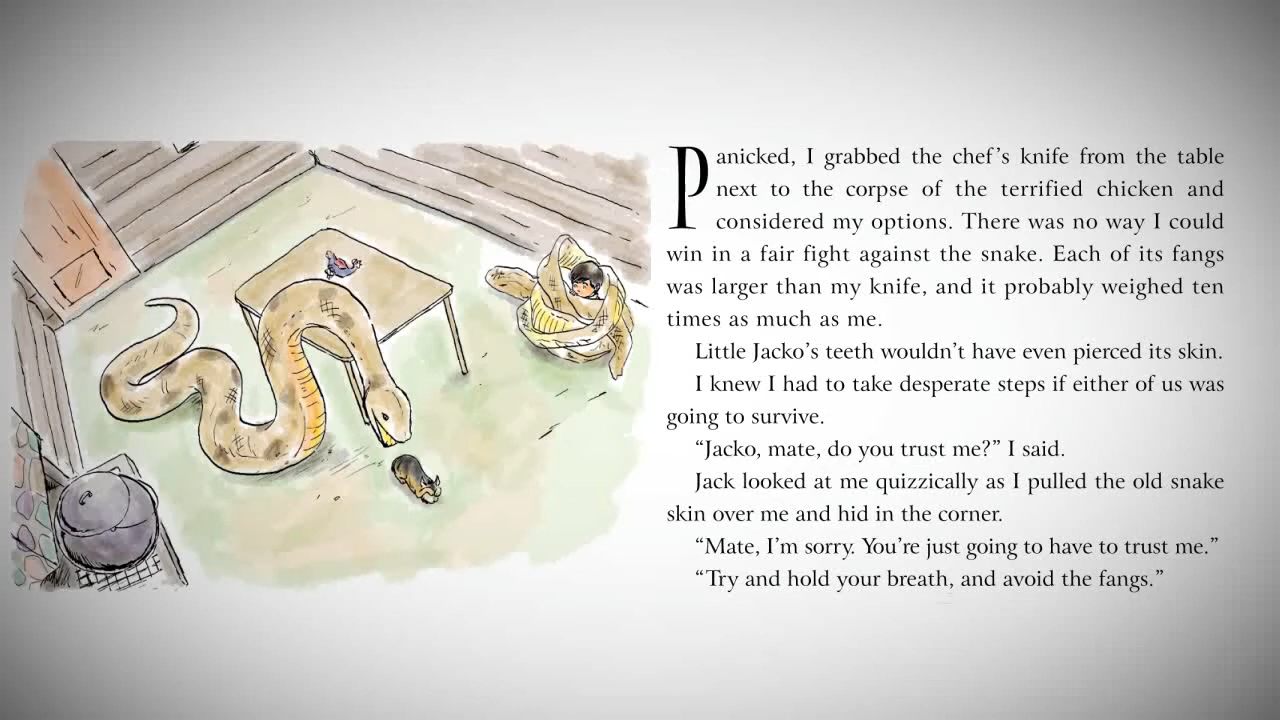 Panicked, I grabbed the chef’s knife from the table
next to the corpse of the terrified chicken and
considered my options. There was no way I could
win in a fair fight against the snake. Each of its fangs
was larger than my knife, and it probably weighed ten
times as much as me.
Little Jacko’s teeth wouldn’t have even pierced its skin.
I knew I had to take desperate steps if either of us was
going to survive.
“Jacko, mate, do you trust me?” I said.
Jack looked at me quizzically as I pulled the old snake
skin over me and hid in the corner.
“Mate, I’m sorry. You’re just going to have to trust me.”
“Try and hold your breath, and avoid the fangs.”